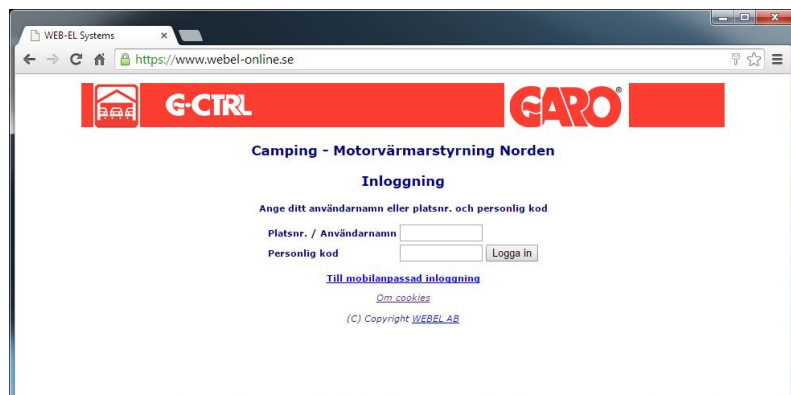 WEB-EL Systems
https://www.webel-online.se
G-CTRL
GARO®
Camping - Motorvärmarstyrning Norden
Inloggning
Ange ditt användarnamn eller platsnr. och personlig kod
Platsnr. / Användarnamn
Personlig kod Logga in
Till mobilanpassad inloggning
Om cookies
(C) Copyright WEBEL AB